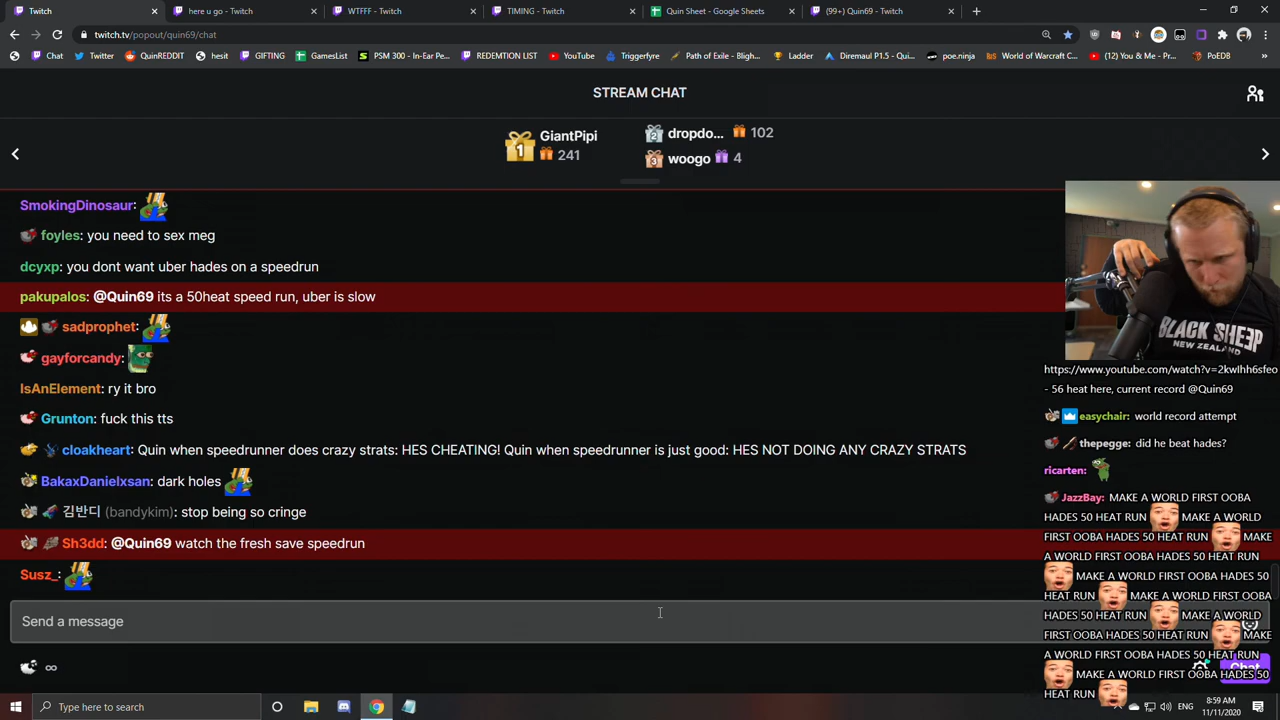 Twitch
here u go - Twitch
WTFFF - Twitch
TIMING - Twitch
Quin Sheet - Google Sheets
(99+) Quin69 - Twitch
twitch.tv/popout/quin69/chat
Chat
Twitch
QuinREDDIT
hesit
GIFTING
GamesList
PSM 300 - In-Ear Pe...
REDEMTION LIST
YouTube
Triggerfyre
Path of Exile - Glob...
Ladder
Diremaul P1.5 - Qui...
poe.ninja
World of Warcraft C...
(12) You & Me - Pr...
PoEDB
STREAM CHAT
1
GiantPipi
241
2
dropdo...
102
3
woogo
4
SmokingDinosaur:
foyles: you need to sex meg
dcyxp: you dont want uber hades on a speedrun
pakupalos: @Quin69 its a 50heat speed run, uber is slow
sadprophet:
gayforcandy:
IsAnElement: ry it bro
Grunton: fuck this tts
cloakheart: Quin when speedrunner does crazy strats: HES CHEATING! Quin when speedrunner is just good: HES NOT DOING ANY CRAZY STRATS
BakaxDanielxsan: dark holes
김반디 (bandykim): stop being so cringe
Sh3dd: @Quin69 watch the fresh save speedrun
Susz_:
Send a message
Chat
BLACK SHEEP
NEW ZEALAND
https://www.youtube.com/watch?v=2kwlhh6sfeo
- 56 heat here, current record @Quin69
easychair: world record attempt
thepegge: did he beat hades?
ricarten:
JazzBay: MAKE A WORLD FIRST OOBA
HADES 50 HEAT RUN MAKE A WORLD
FIRST OOBA HADES 50 HEAT RUN MAKE
A WORLD FIRST OOBA HADES 50 HEAT RUN
MAKE A WORLD FIRST OOBA HADES 50
HEAT RUN MAKE A WORLD FIRST OOBA
HADES 50 HEAT RUN MAKE A WORLD
FIRST OOBA HADES 50 HEAT RUN MAKE
A WORLD FIRST OOBA HADES 50 HEAT RUN
MAKE A WORLD FIRST OOBA HADES 50
HEAT RUN
Type here to search
ENG
8:59 AM
11/11/2020